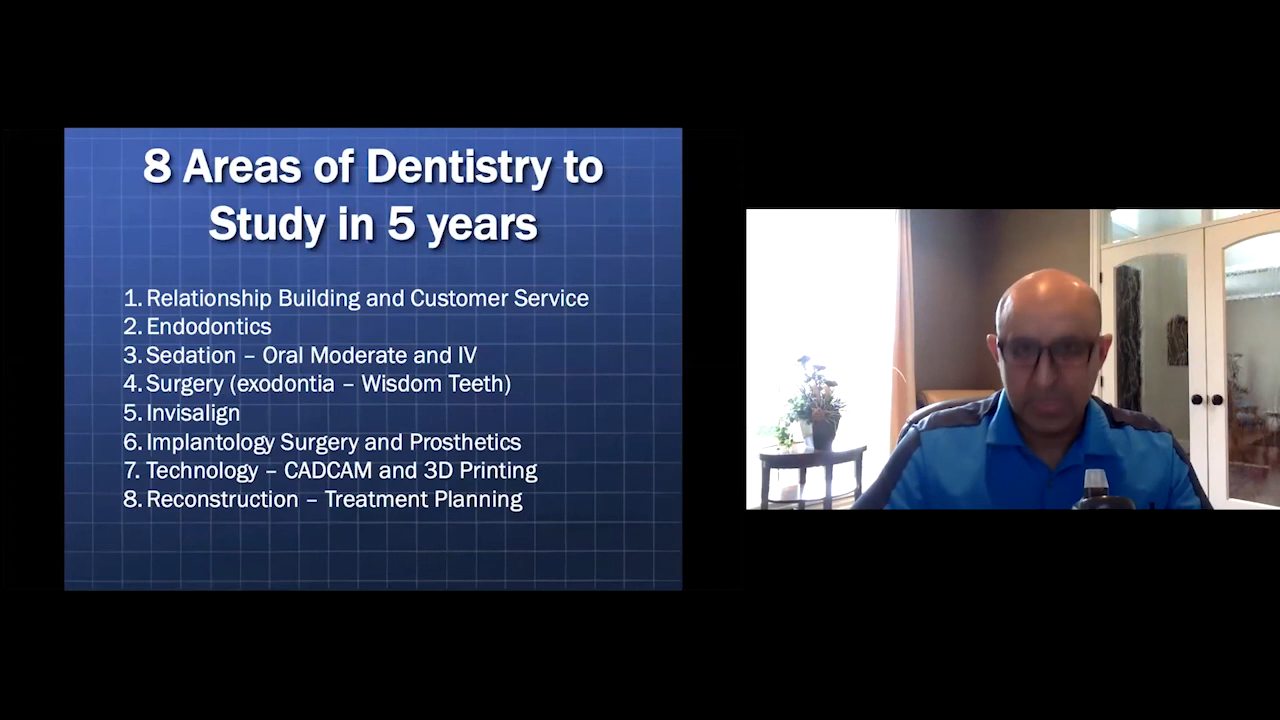 8 Areas of Dentistry to
Study in 5 years
1. Relationship Building and Customer Service
2. Endodontics
3. Sedation – Oral Moderate and IV
4. Surgery (exodontia – Wisdom Teeth)
5. Invisalign
6. Implantology Surgery and Prosthetics
7. Technology – CADCAM and 3D Printing
8. Reconstruction – Treatment Planning